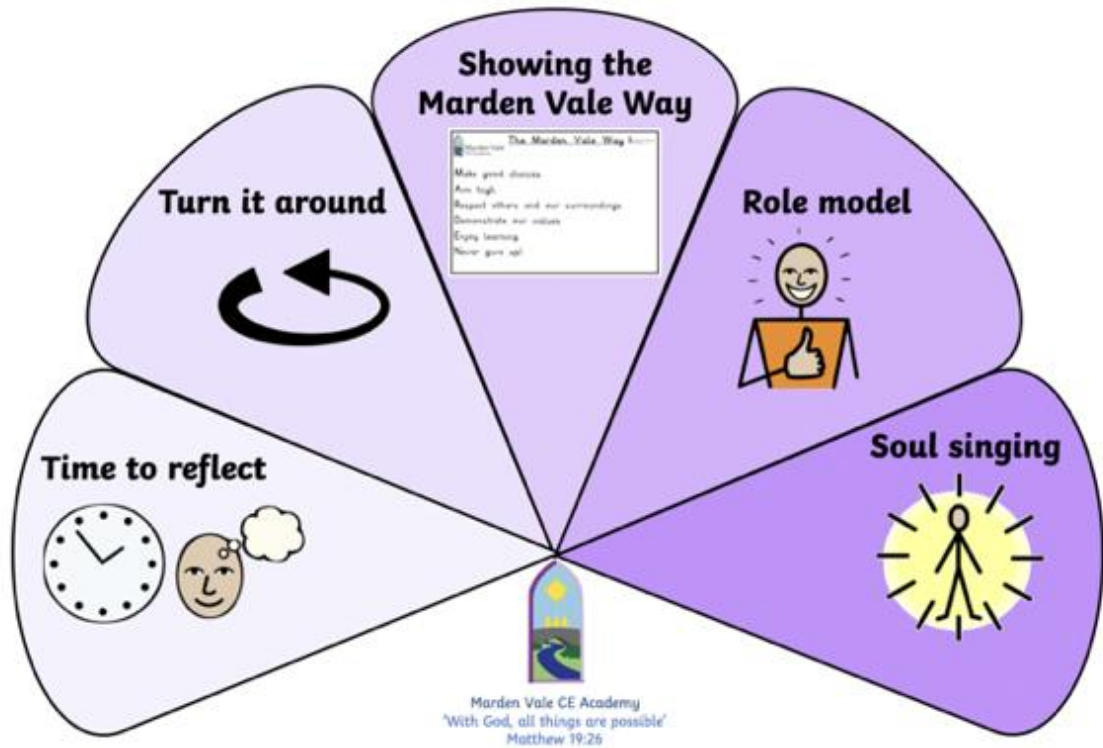 Showing the
Marden Vale Way
Marden Vale
The Marden Vale Way
Make good choices
Aim high
Respect others and our surroundings
Demonstrate our values
Enjoy learning
Never give up!
Turn it around
Role model
Time to reflect
Soul singing
Marden Vale CE Academy
'With God, all things are possible'
Matthew 19:26